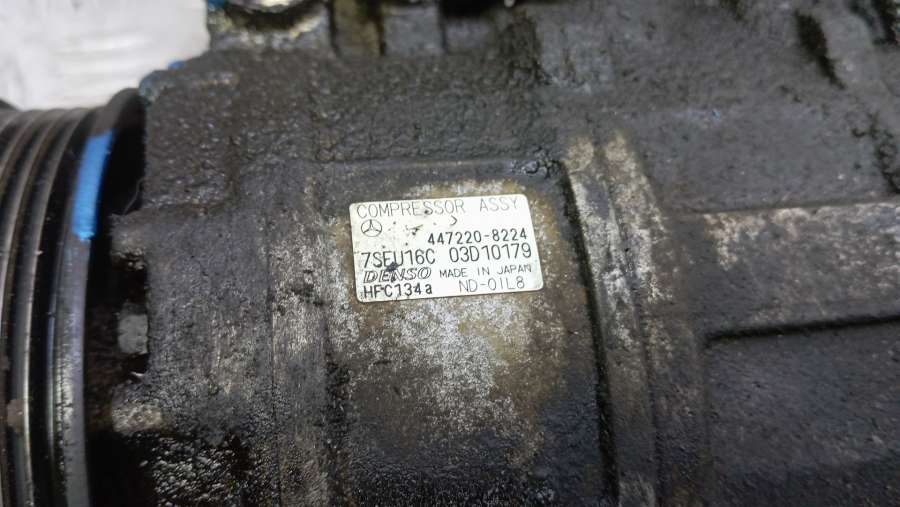 COMPRESSOR ASSY
447220-8224
7SEU16C 03D10179
DENSO MADE IN JAPAN
HFC134a ND-OIL8